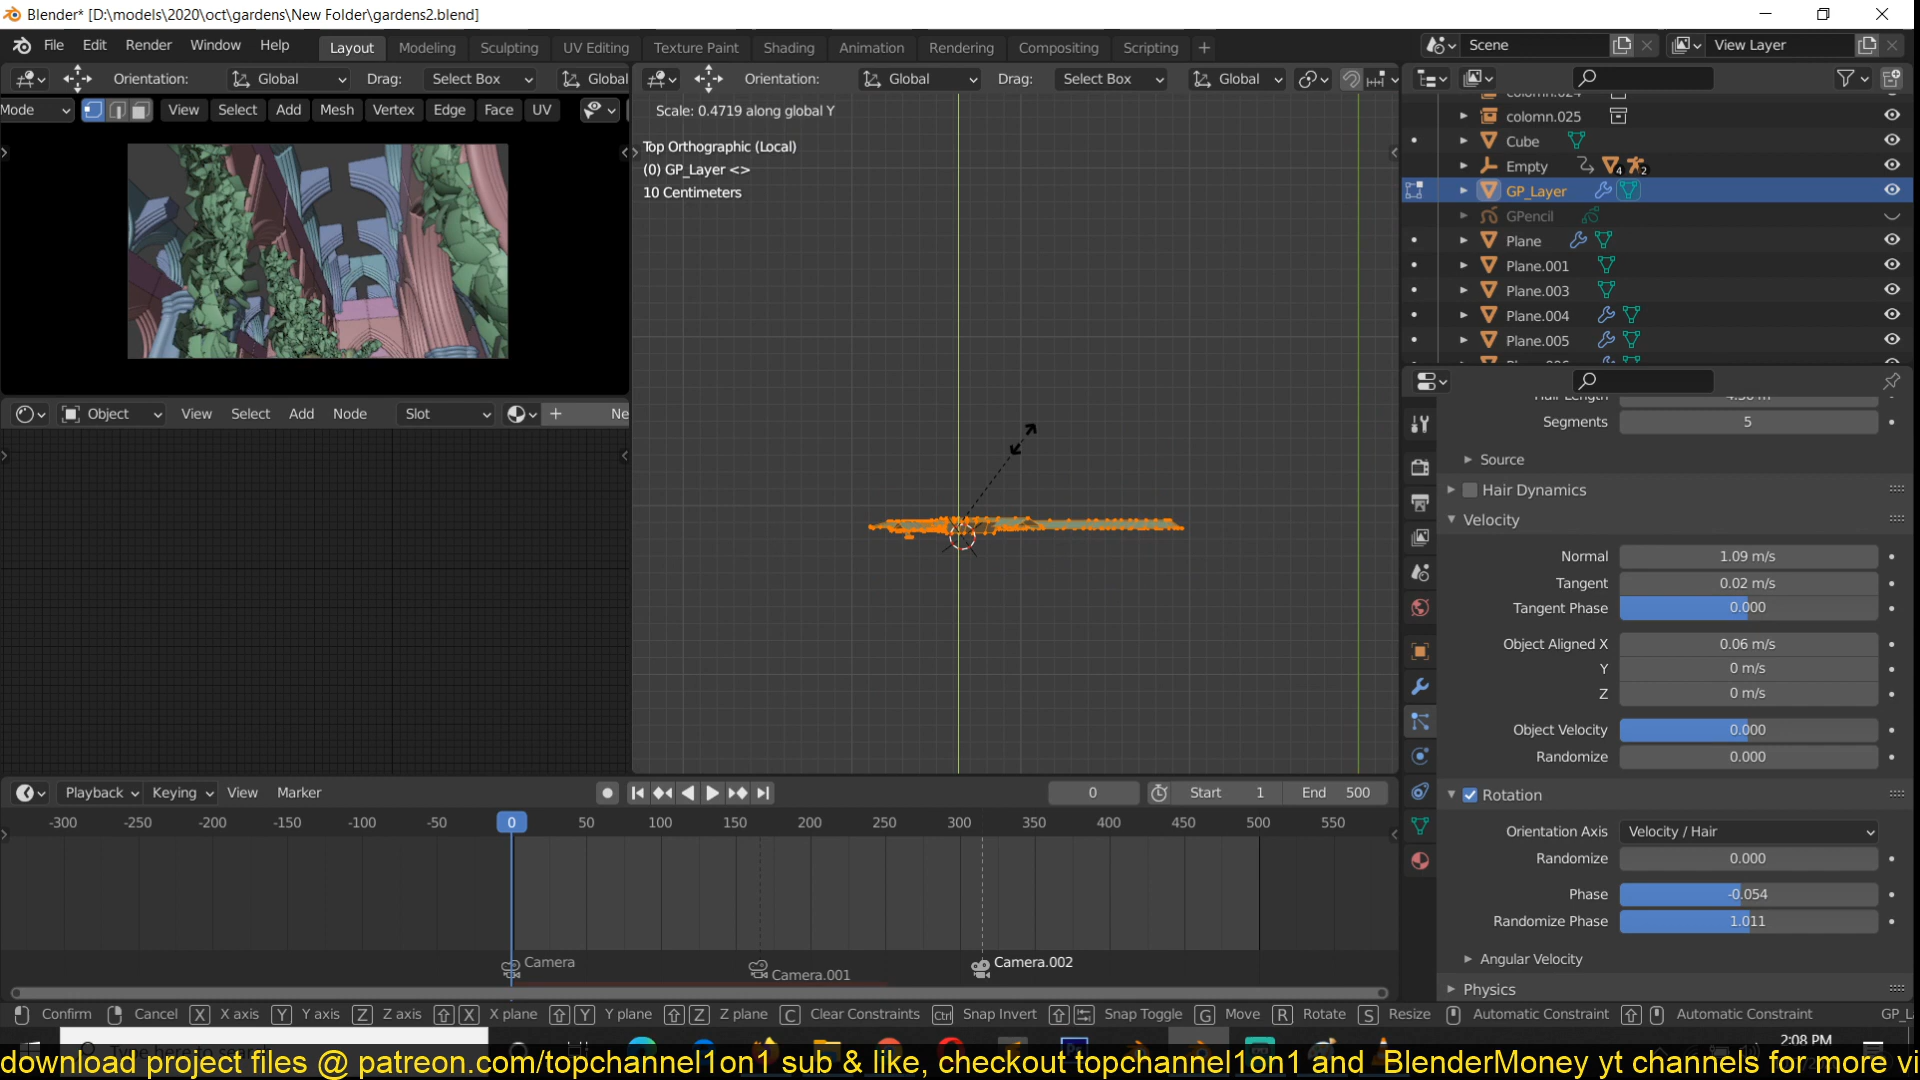 Blender* [D:\models\2020\oct\gardens\New Folder\gardens2.blend]
File Edit Render Window Help Layout Modeling Sculpting UV Editing Texture Paint Shading Animation Rendering Compositing Scripting + Scene View Layer
Orientation: Global Drag: Select Box Global Orientation: Global Drag: Select Box Global
Mode View Select Add Mesh Vertex Edge Face UV
Scale: 0.4719 along global Y
Top Orthographic (Local)
(0) GP_Layer <>
10 Centimeters
colomn.024
colomn.025
Cube
Empty 4 2
GP_Layer
GPencil
Plane
Plane.001
Plane.003
Plane.004
Plane.005
Object View Select Add Node Slot + Ne
Segments 5
Source
Hair Dynamics
Velocity
Normal 1.09 m/s
Tangent 0.02 m/s
Tangent Phase 0.000
Object Aligned X 0.06 m/s
Y 0 m/s
Z 0 m/s
Object Velocity 0.000
Randomize 0.000
Rotation
Orientation Axis Velocity / Hair
Randomize 0.000
Phase -0.054
Randomize Phase 1.011
Angular Velocity
Physics
Playback Keying View Marker 0 Start 1 End 500
-300 -250 -200 -150 -100 -50 0 50 100 150 200 250 300 350 400 450 500 550
Camera Camera.001 Camera.002
Confirm Cancel X X axis Y Y axis Z Z axis X X plane Y Y plane Z Z plane C Clear Constraints Ctrl Snap Invert Snap Toggle G Move R Rotate S Resize Automatic Constraint Automatic Constraint GP_L
2:08 PM
download project files @ patreon.com/topchannel1on1 sub & like, checkout topchannel1on1 and BlenderMoney yt channels for more vi